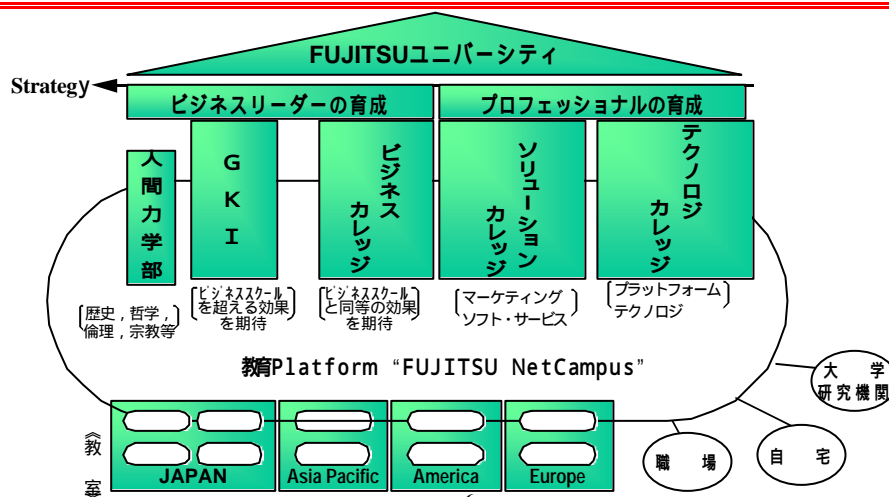 FUJITSUユニバーシティ
Strategy
ビジネスリーダーの育成
プロフェッショナルの育成
人間力学部
GKI
ビジネス
カレッジ
ソリューション
カレッジ
テクノロジ
カレッジ
歴史，哲学，
倫理，宗教等
ビジネススクール
を超える効果
を期待
ビジネススクール
と同等の効果
を期待
マーケティング
ソフト・サービス
プラットフォーム
テクノロジ
教育Platform “FUJITSU NetCampus”
大　学
研究機関
自　宅
職　場
《教　室
JAPAN
Asia Pacific
America
Europe